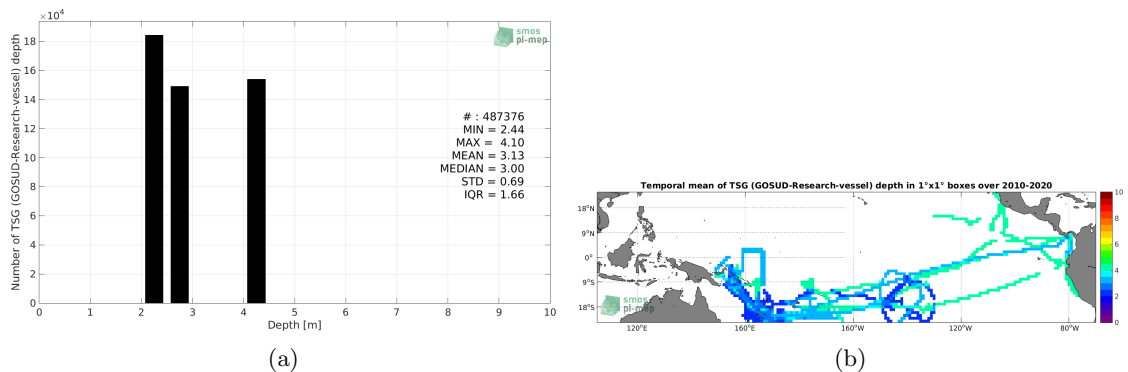 ×10⁴
18
16
14
12
10
8
6
4
2
0
Number of TSG (GOSUD-Research-vessel) depth
0 1 2 3 4 5 6 7 8 9 10
Depth [m]
smos
pi-mep
# : 487376
MIN = 2.44
MAX = 4.10
MEAN = 3.13
MEDIAN = 3.00
STD = 0.69
IQR = 1.66
(a)
Temporal mean of TSG (GOSUD-Research-vessel) depth in 1°x1° boxes over 2010-2020
18°N
9°N
0°
9°S
18°S
120°E 160°E 160°W 120°W 80°W
smos
pi-mep
10
8
6
4
2
0
(b)